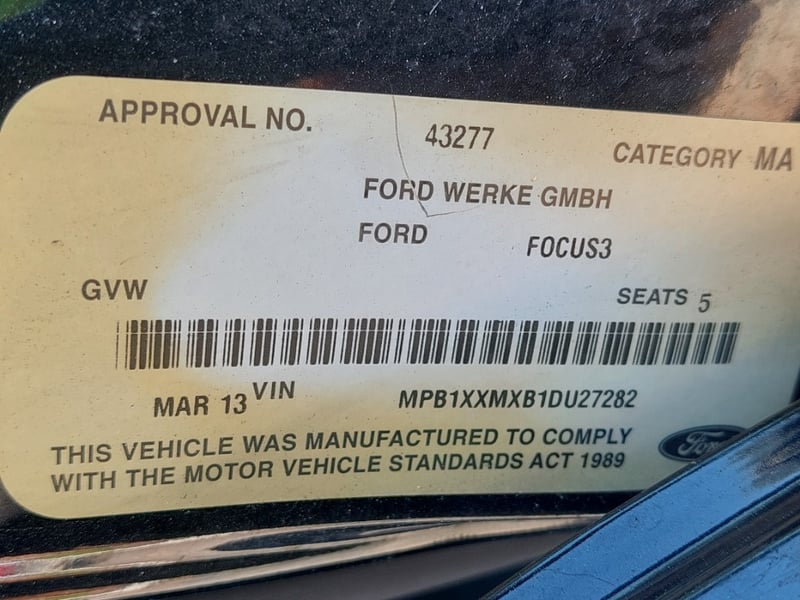 APPROVAL NO. 43277 CATEGORY MA
FORD WERKE GMBH
FORD FOCUS3
GVW SEATS 5
MAR 13 VIN MPB1XXMXB1DU27282
THIS VEHICLE WAS MANUFACTURED TO COMPLY
WITH THE MOTOR VEHICLE STANDARDS ACT 1989
Ford